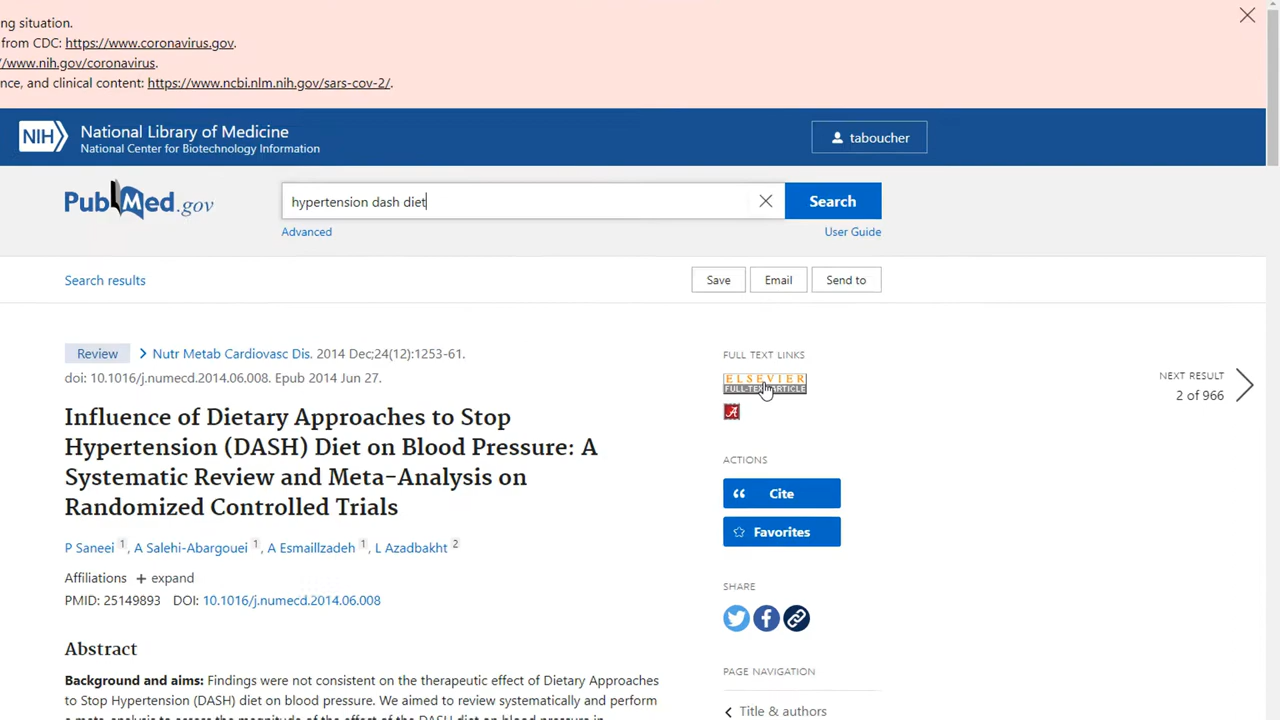 ng situation.
from CDC: https://www.coronavirus.gov.
//www.nih.gov/coronavirus.
nce, and clinical content: https://www.ncbi.nlm.nih.gov/sars-cov-2/.
NIH National Library of Medicine
National Center for Biotechnology Information
taboucher
PubMed.gov
hypertension dash diet
Search
Advanced
User Guide
Search results
Save
Email
Send to
Review
Nutr Metab Cardiovasc Dis. 2014 Dec;24(12):1253-61.
doi: 10.1016/j.numecd.2014.06.008. Epub 2014 Jun 27.
Influence of Dietary Approaches to Stop
Hypertension (DASH) Diet on Blood Pressure: A
Systematic Review and Meta-Analysis on
Randomized Controlled Trials
P Saneei 1, A Salehi-Abargouei 1, A Esmaillzadeh 1, L Azadbakht 2
Affiliations + expand
PMID: 25149893 DOI: 10.1016/j.numecd.2014.06.008
Abstract
Background and aims: Findings were not consistent on the therapeutic effect of Dietary Approaches
to Stop Hypertension (DASH) diet on blood pressure. We aimed to review systematically and perform
FULL TEXT LINKS
ELSEVIER
FULL-TEXT ARTICLE
A
ACTIONS
Cite
Favorites
SHARE
PAGE NAVIGATION
Title & authors
NEXT RESULT
2 of 966